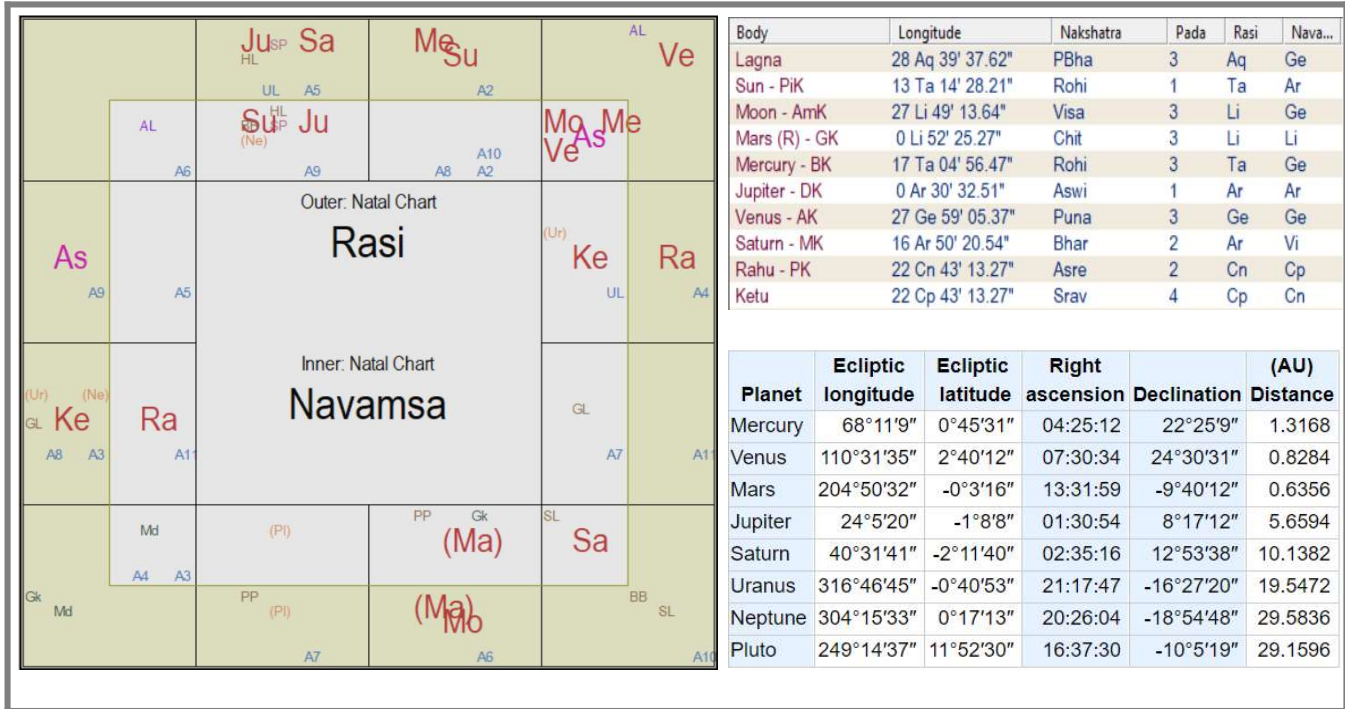 Ju SP Sa
HL
UL A5
Me
Su
A2
AL
Ve
AL
A6
HL
Su SP Ju
BB
(Ne)
A9
A10
A8 A2
Mo Me
As
Ve
As
A9
A5
Outer: Natal Chart
Rasi
Inner: Natal Chart
Navamsa
(Ur)
Ke
UL
Ra
A4
(Ur) (Ne)
GL Ke
A8 A3
Ra
A11
GL
A7
A11
Md
A4 A3
(Pl)
PP Gk
(Ma)
SL
Sa
Gk
Md
PP
(Pl)
A7
(Ma)
Mo
A6
BB
SL
A10
Body Longitude Nakshatra Pada Rasi Nava...
Lagna 28 Aq 39' 37.62" PBha 3 Aq Ge
Sun - PiK 13 Ta 14' 28.21" Rohi 1 Ta Ar
Moon - AmK 27 Li 49' 13.64" Visa 3 Li Ge
Mars (R) - GK 0 Li 52' 25.27" Chit 3 Li Li
Mercury - BK 17 Ta 04' 56.47" Rohi 3 Ta Ge
Jupiter - DK 0 Ar 30' 32.51" Aswi 1 Ar Ar
Venus - AK 27 Ge 59' 05.37" Puna 3 Ge Ge
Saturn - MK 16 Ar 50' 20.54" Bhar 2 Ar Vi
Rahu - PK 22 Cn 43' 13.27" Asre 2 Cn Cp
Ketu 22 Cp 43' 13.27" Srav 4 Cp Cn
Planet Ecliptic longitude Ecliptic latitude Right ascension Declination (AU) Distance
Mercury 68°11′9″ 0°45′31″ 04:25:12 22°25′9″ 1.3168
Venus 110°31′35″ 2°40′12″ 07:30:34 24°30′31″ 0.8284
Mars 204°50′32″ -0°3′16″ 13:31:59 -9°40′12″ 0.6356
Jupiter 24°5′20″ -1°8′8″ 01:30:54 8°17′12″ 5.6594
Saturn 40°31′41″ -2°11′40″ 02:35:16 12°53′38″ 10.1382
Uranus 316°46′45″ -0°40′53″ 21:17:47 -16°27′20″ 19.5472
Neptune 304°15′33″ 0°17′13″ 20:26:04 -18°54′48″ 29.5836
Pluto 249°14′37″ 11°52′30″ 16:37:30 -10°5′19″ 29.1596